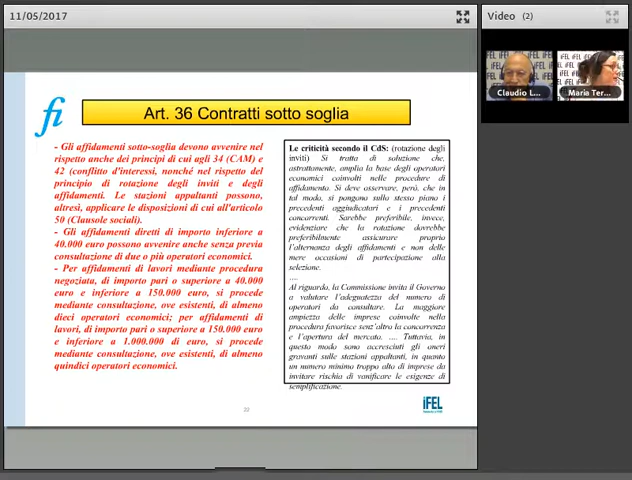 11/05/2017
Video (2)
Claudio L...
Maria Ter...
fi
Art. 36 Contratti sotto soglia
- Gli affidamenti sotto-soglia devono avvenire nel
rispetto anche dei principi di cui agli 34 (CAM) e
42 (conflitto d'interessi, nonché nel rispetto del
principio di rotazione degli inviti e degli
affidamenti. Le stazioni appaltanti possono,
altresì, applicare le disposizioni di cui all'articolo
50 (Clausole sociali).
- Gli affidamenti diretti di importo inferiore a
40.000 euro possono avvenire anche senza previa
consultazione di due o più operatori economici.
- Per affidamenti di lavori mediante procedura
negoziata, di importo pari o superiore a 40.000
euro e inferiore a 150.000 euro, si procede
mediante consultazione, ove esistenti, di almeno
dieci operatori economici; per affidamenti di
lavori, di importo pari o superiore a 150.000 euro
e inferiore a 1.000.000 di euro, si procede
mediante consultazione, ove esistenti, di almeno
quindici operatori economici.
Le criticità secondo il CdS: (rotazione degli
inviti) Si tratta di soluzione che,
astrattamente, amplia la base degli operatori
economici coinvolti nelle procedure di
affidamento. Si deve osservare, però, che in
tal modo, si pongono sullo stesso piano i
precedenti aggiudicatari e i precedenti
concorrenti. Sarebbe preferibile, invece,
evidenziare che la rotazione dovrebbe
preferibilmente assicurare proprio
l'alternanza degli affidamenti e non delle
mere occasioni di partecipazione alla
selezione.
....
Al riguardo, la Commissione invita il Governo
a valutare l'adeguatezza del numero di
operatori da consultare. La maggiore
ampiezza delle imprese coinvolte nella
procedura favorisce senz'altro la concorrenza
e l'apertura del mercato. .... Tuttavia, in
questo modo sono accresciuti gli oneri
gravanti sulle stazioni appaltanti, in quanto
un numero minimo troppo alto di imprese da
invitare rischia di vanificare le esigenze di
semplificazione.
22
iFEL